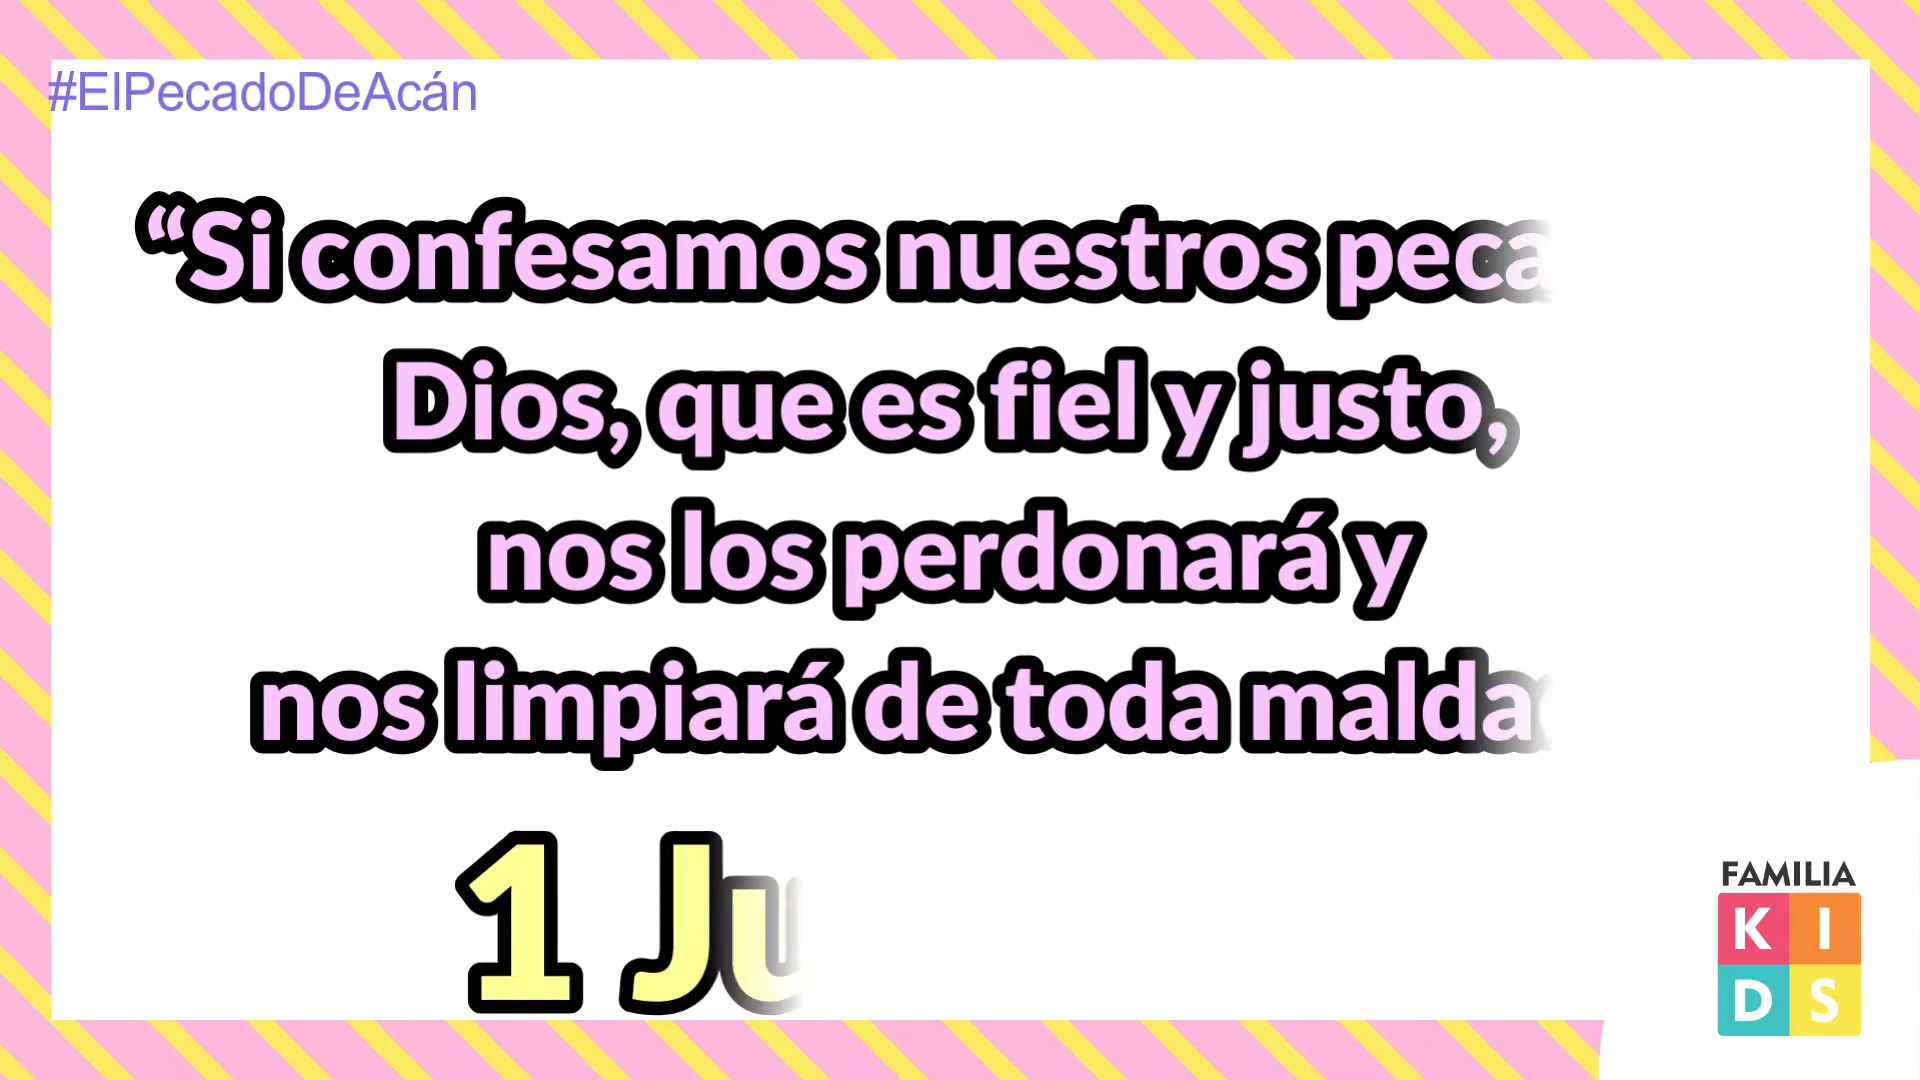 #ElPecadoDeAcán
“Si confesamos nuestros peca
Dios, que es fiel y justo,
nos los perdonará y
nos limpiará de toda malda
1 Ju
FAMILIA
K I
D S